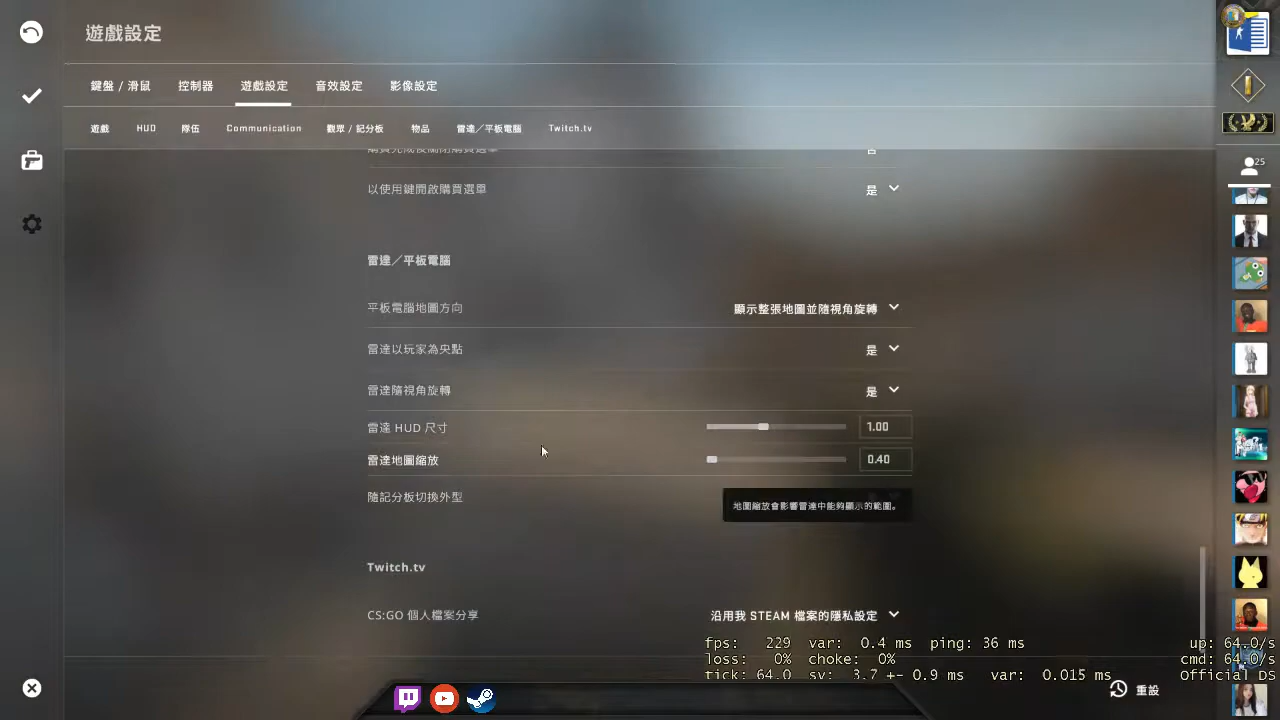 遊戲設定
鍵盤 / 滑鼠 控制器 遊戲設定 音效設定 影像設定
遊戲 HUD 隊伍 Communication 觀眾 / 記分板 物品 雷達／平板電腦 Twitch.tv
25
否
以使用鍵開啟購買選單 是
雷達／平板電腦
平板電腦地圖方向 顯示整張地圖並隨視角旋轉
雷達以玩家為央點 是
雷達隨視角旋轉 是
雷達 HUD 尺寸 1.00
雷達地圖縮放 0.40
隨記分板切換外型
地圖縮放會影響雷達中能夠顯示的範圍。
Twitch.tv
CS:GO 個人檔案分享 沿用我 STEAM 檔案的隱私設定
fps: 229 var: 0.4 ms ping: 36 ms up: 64.0/s
loss: 0% choke: 0% cmd: 64.0/s
tick: 64.0 sv: 3.7 +- 0.9 ms var: 0.015 ms Official DS
重設